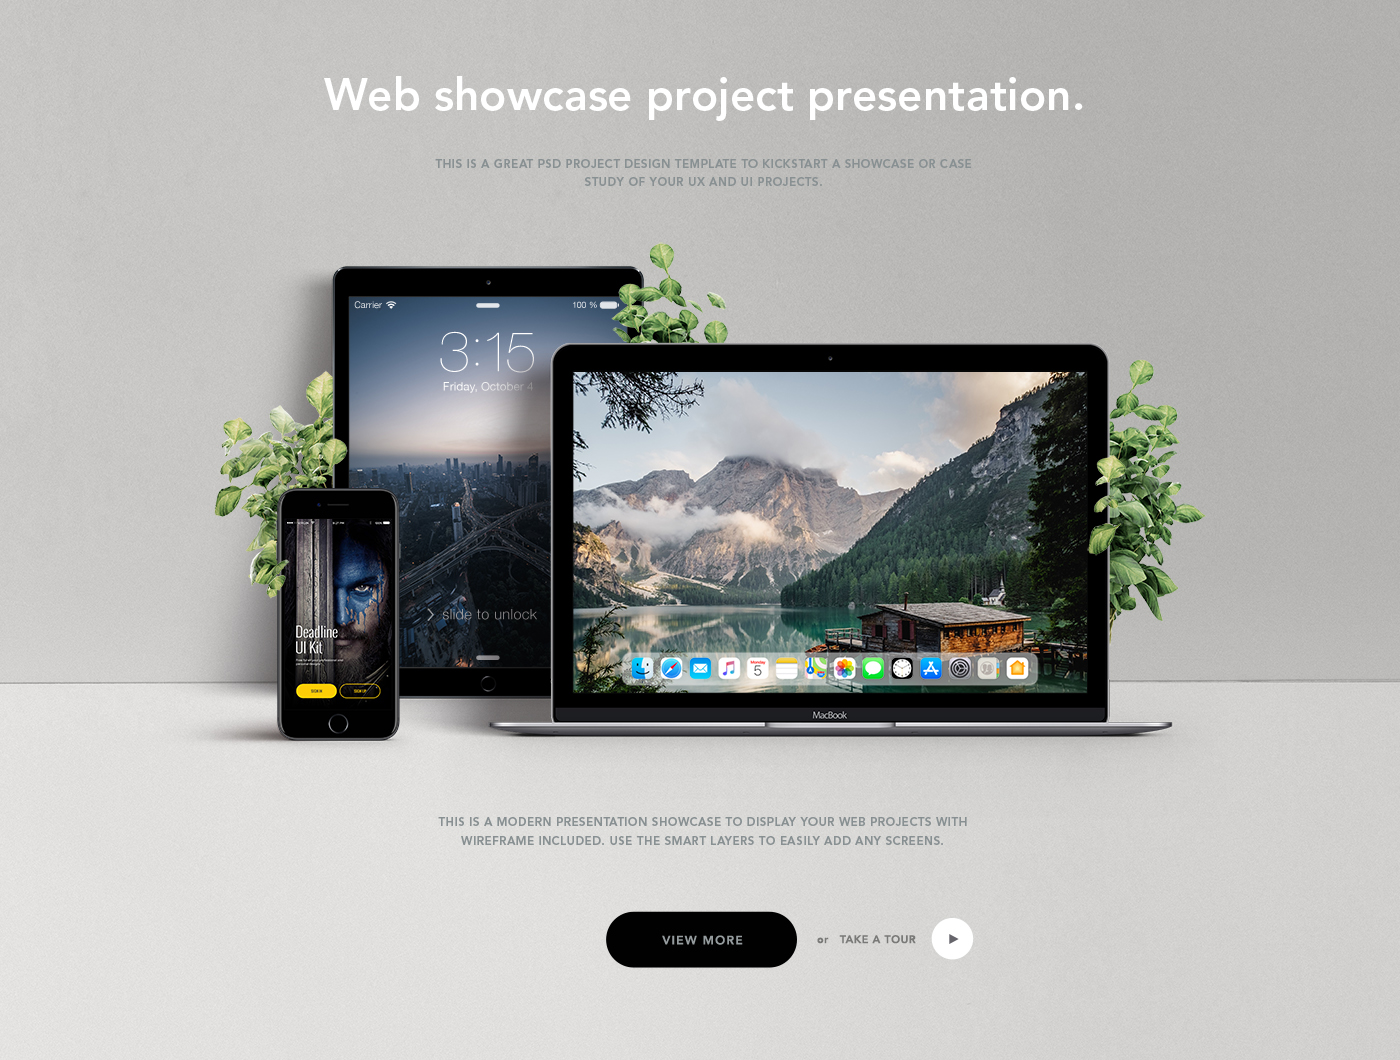 Web showcase project presentation.
THIS IS A GREAT PSD PROJECT DESIGN TEMPLATE TO KICKSTART A SHOWCASE OR CASE
STUDY OF YOUR UX AND UI PROJECTS.
Carrier 100 %
3:15
Friday, October 4
slide to unlock
Deadline
UI Kit
SIGN IN SIGN UP
Monday
5
MacBook
THIS IS A MODERN PRESENTATION SHOWCASE TO DISPLAY YOUR WEB PROJECTS WITH
WIREFRAME INCLUDED. USE THE SMART LAYERS TO EASILY ADD ANY SCREENS.
VIEW MORE or TAKE A TOUR